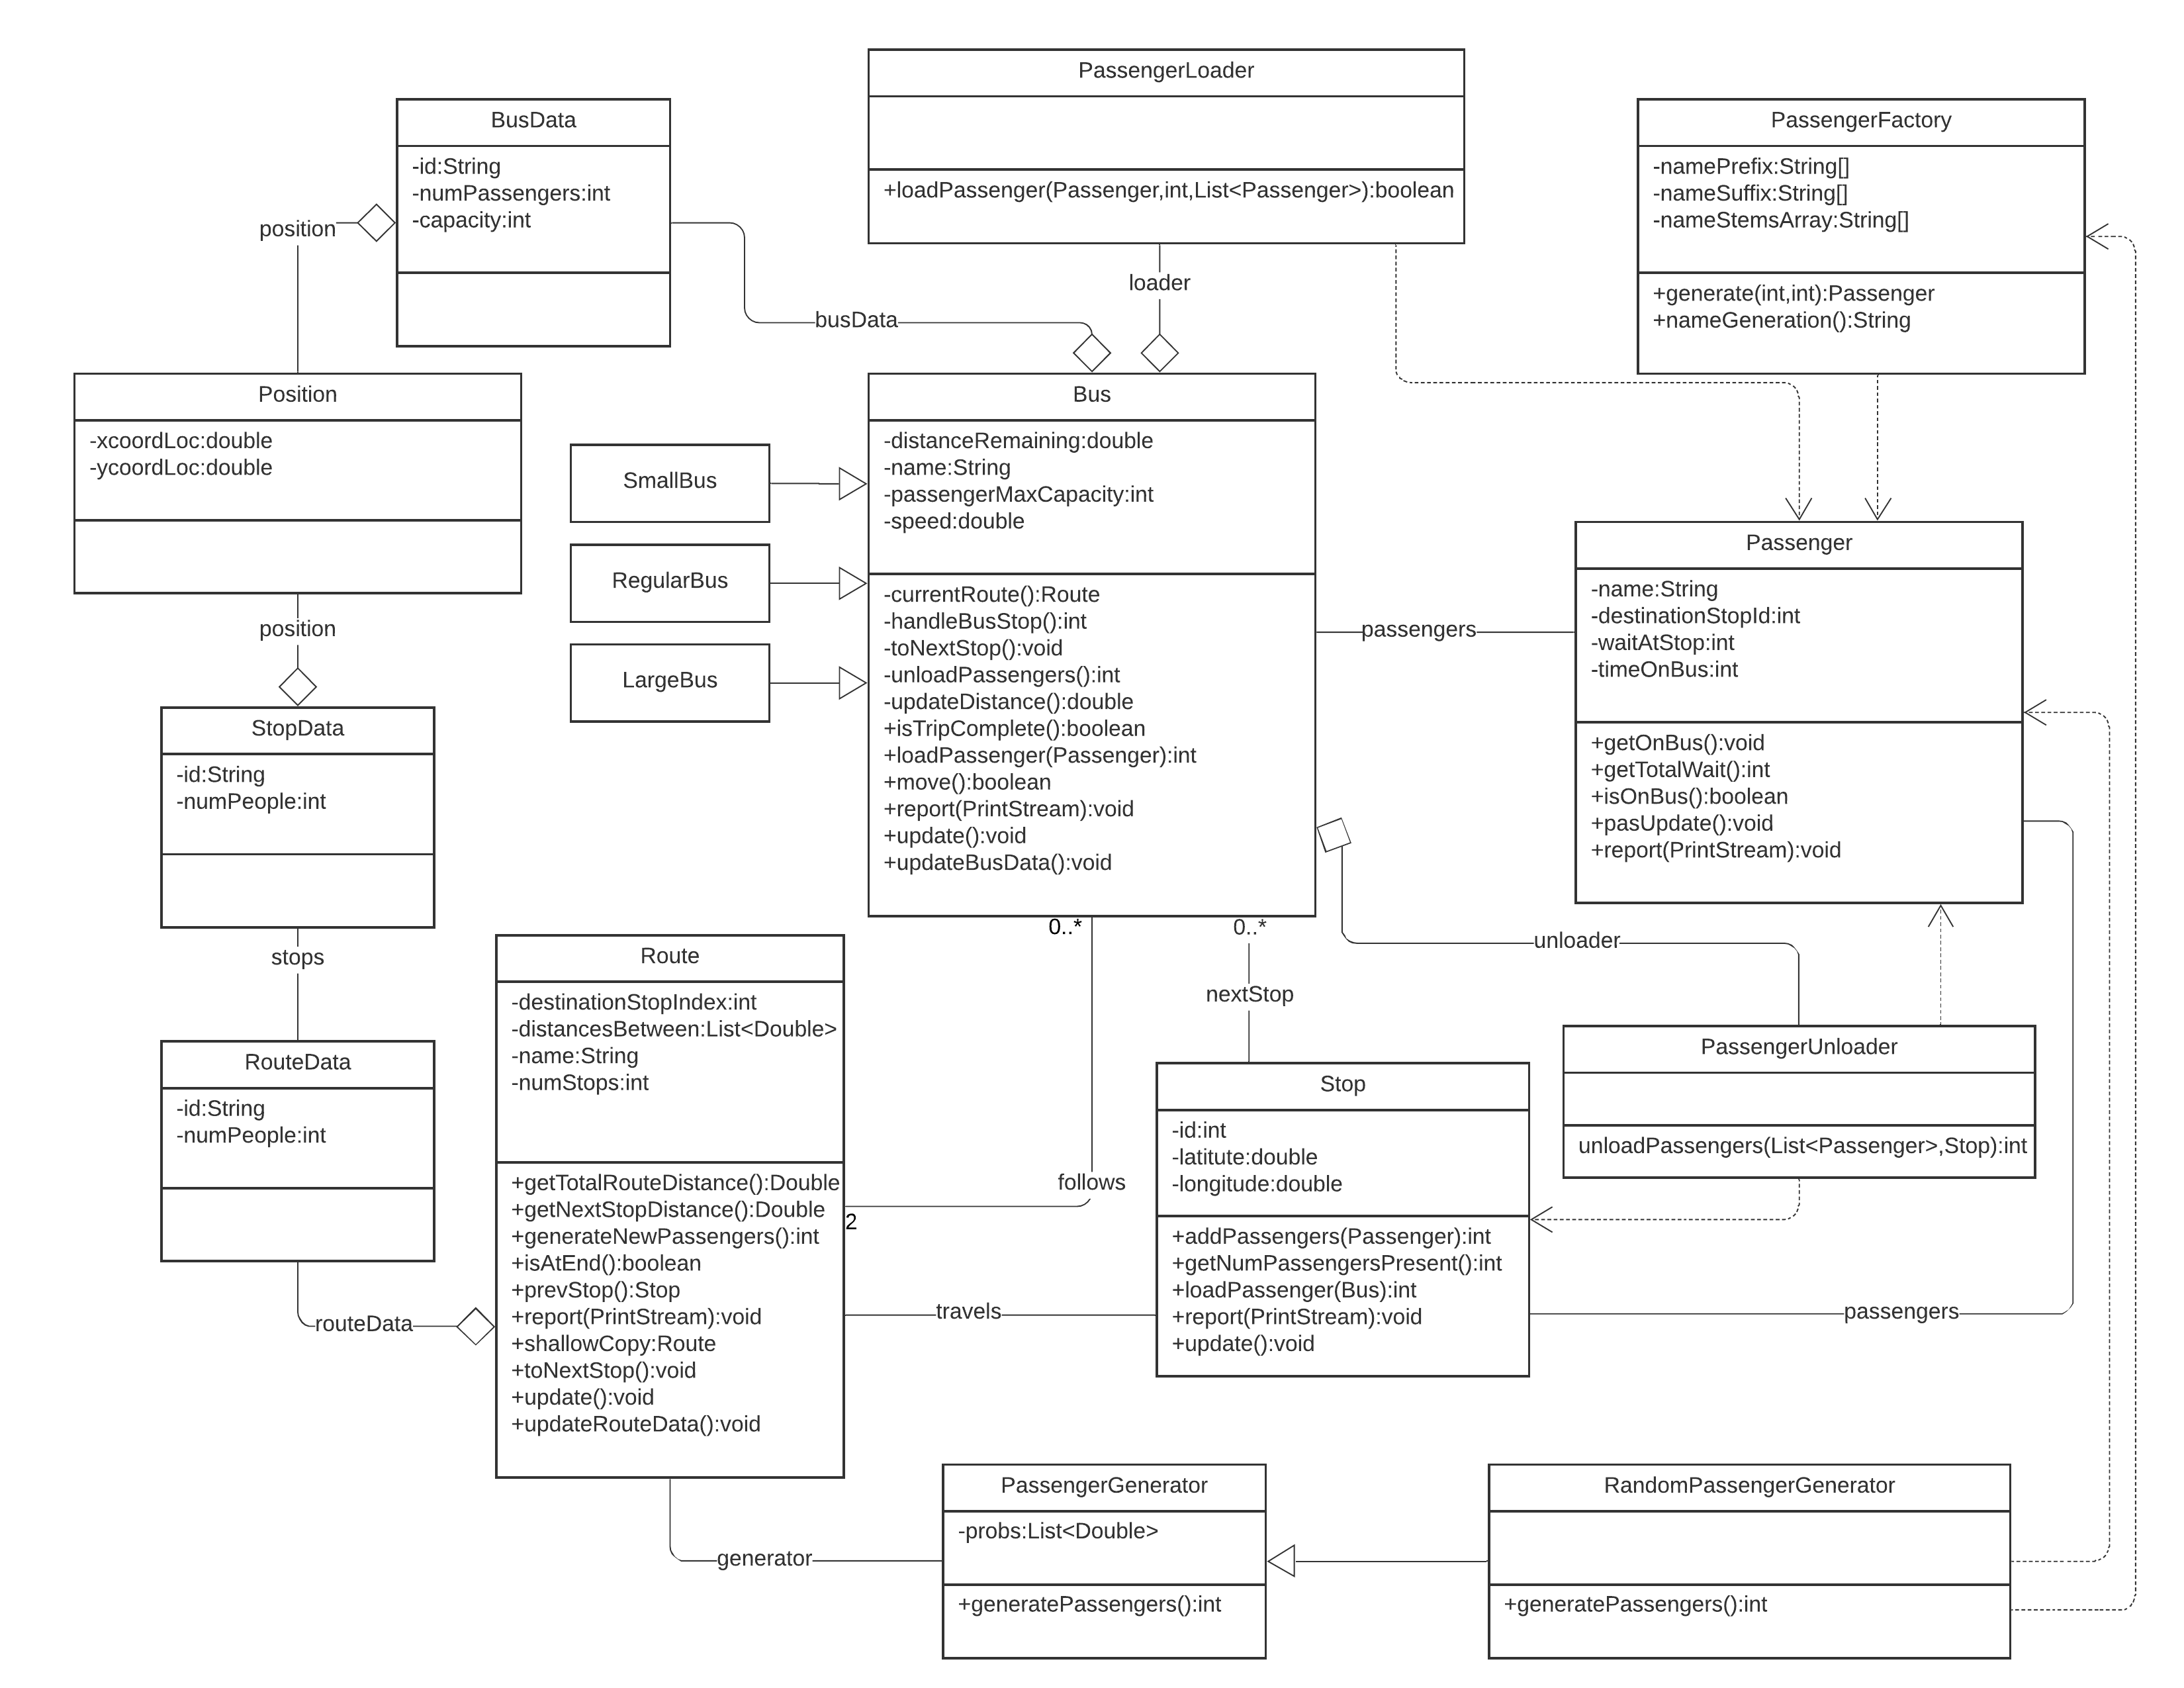 PassengerLoader
+loadPassenger(Passenger,int,List<Passenger>):boolean
BusData
-id:String
-numPassengers:int
-capacity:int
PassengerFactory
-namePrefix:String[]
-nameSuffix:String[]
-nameStemsArray:String[]
+generate(int,int):Passenger
+nameGeneration():String
position
loader
busData
Position
-xcoordLoc:double
-ycoordLoc:double
Bus
-distanceRemaining:double
-name:String
-passengerMaxCapacity:int
-speed:double
-currentRoute():Route
-handleBusStop():int
-toNextStop():void
-unloadPassengers():int
-updateDistance():double
+isTripComplete():boolean
+loadPassenger(Passenger):int
+move():boolean
+report(PrintStream):void
+update():void
+updateBusData():void
SmallBus
RegularBus
LargeBus
passengers
Passenger
-name:String
-destinationStopId:int
-waitAtStop:int
-timeOnBus:int
+getOnBus():void
+getTotalWait():int
+isOnBus():boolean
+pasUpdate():void
+report(PrintStream):void
position
StopData
-id:String
-numPeople:int
stops
0..*
0..*
unloader
nextStop
Route
-destinationStopIndex:int
-distancesBetween:List<Double>
-name:String
-numStops:int
+getTotalRouteDistance():Double
+getNextStopDistance():Double
+generateNewPassengers():int
+isAtEnd():boolean
+prevStop():Stop
+report(PrintStream):void
+shallowCopy:Route
+toNextStop():void
+update():void
+updateRouteData():void
RouteData
-id:String
-numPeople:int
routeData
follows
2
travels
Stop
-id:int
-latitute:double
-longitude:double
+addPassengers(Passenger):int
+getNumPassengersPresent():int
+loadPassenger(Bus):int
+report(PrintStream):void
+update():void
PassengerUnloader
unloadPassengers(List<Passenger>,Stop):int
passengers
generator
PassengerGenerator
-probs:List<Double>
+generatePassengers():int
RandomPassengerGenerator
+generatePassengers():int